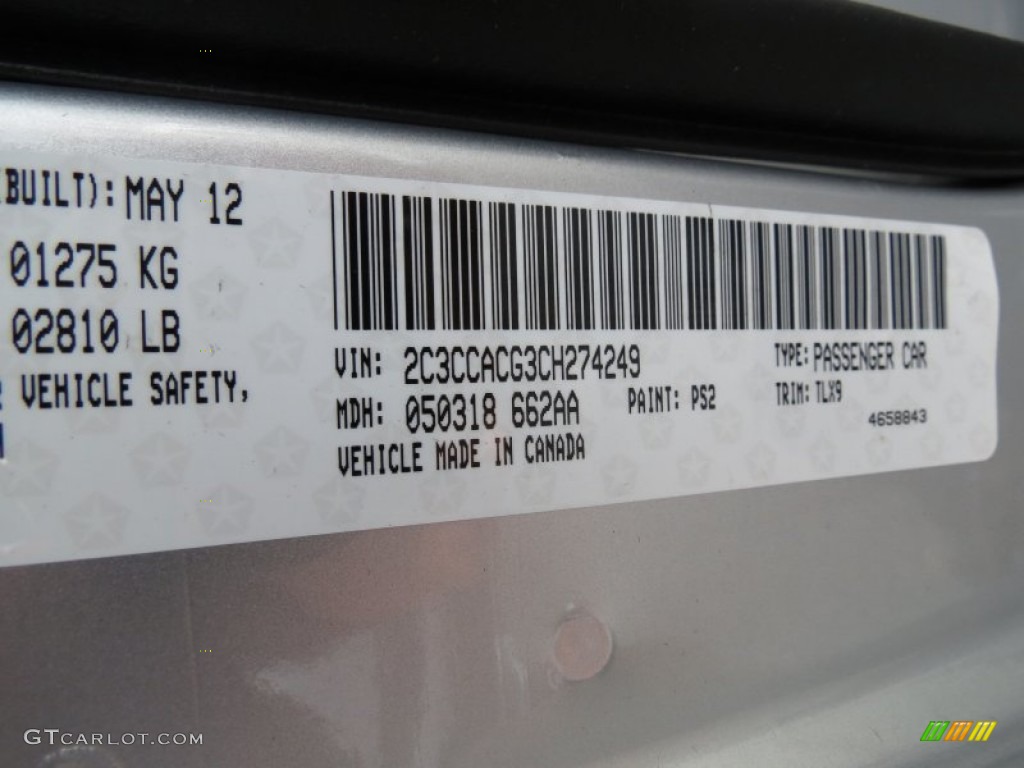 (BUILT): MAY 12
01275 KG
02810 LB
: VEHICLE SAFETY,
VIN: 2C3CCACG3CH274249
TYPE: PASSENGER CAR
MDH: 050318 662AA
PAINT: PS2
TRIM: TLX9
4658843
VEHICLE MADE IN CANADA
GTCARLOT.COM